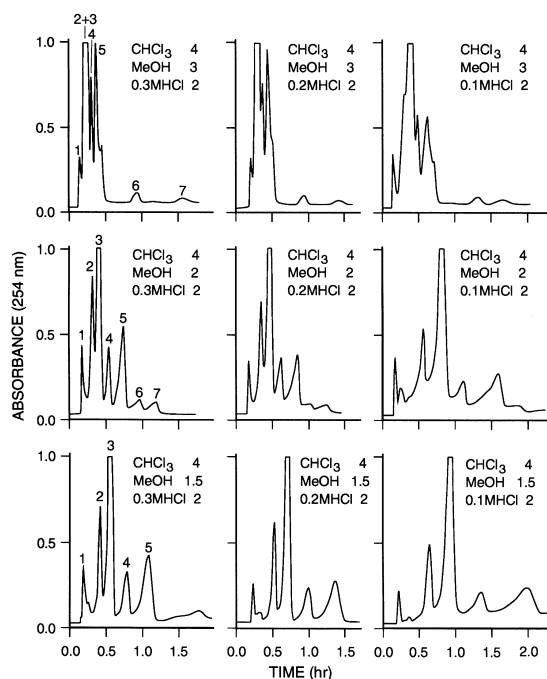 2+3
4
5
1
6
7
CHCl3 4
MeOH 3
0.3MHCl 2
1.0
0.5
0.0
CHCl3 4
MeOH 3
0.2MHCl 2
CHCl3 4
MeOH 3
0.1MHCl 2
3
2
1
4
5
6
7
CHCl3 4
MeOH 2
0.3MHCl 2
1.0
0.5
0.0
CHCl3 4
MeOH 2
0.2MHCl 2
CHCl3 4
MeOH 2
0.1MHCl 2
3
2
1
4
5
CHCl3 4
MeOH 1.5
0.3MHCl 2
1.0
0.5
0.0
CHCl3 4
MeOH 1.5
0.2MHCl 2
CHCl3 4
MeOH 1.5
0.1MHCl 2
0.0 0.5 1.0 1.5
0.0 0.5 1.0 1.5
0.0 0.5 1.0 1.5 2.0
TIME (hr)
ABSORBANCE (254 nm)